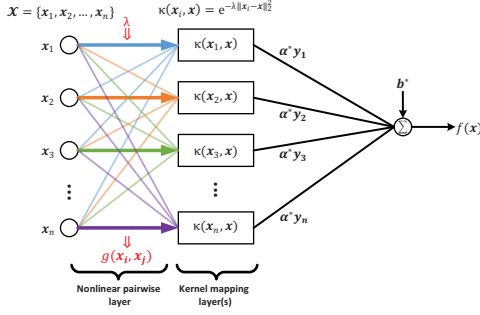 𝒳 = {x₁, x₂, ..., xₙ}
λ
κ(xᵢ, x) = e^{-λ‖xᵢ-x‖₂²}
x₁
κ(x₁, x)
α*y₁
x₂
κ(x₂, x)
α*y₂
b*
Σ
f(x)
x₃
κ(x₃, x)
α*y₃
⋮
⋮
xₙ
κ(xₙ, x)
α*yₙ
g(xᵢ, xⱼ)
Nonlinear pairwise
layer
Kernel mapping
layer(s)